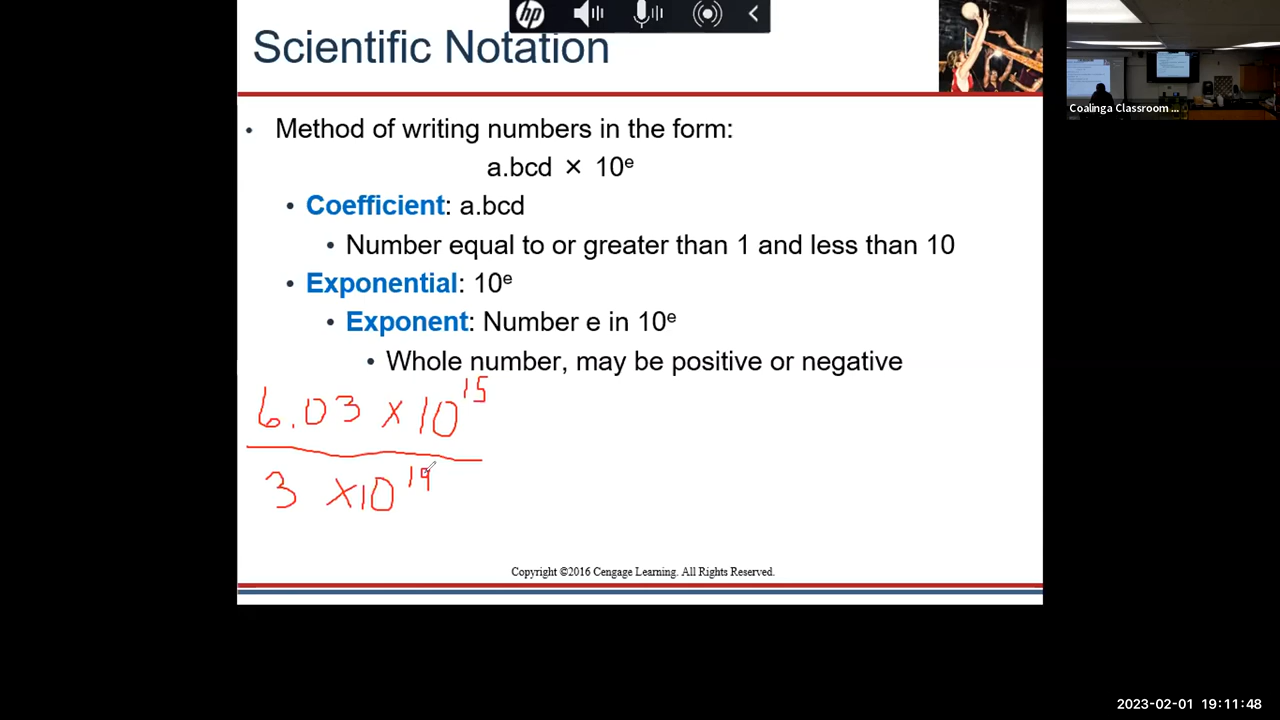 hp
Scientific Notation
Coalinga Classroom ...
• Method of writing numbers in the form:
a.bcd × 10ᵉ
• Coefficient: a.bcd
• Number equal to or greater than 1 and less than 10
• Exponential: 10ᵉ
• Exponent: Number e in 10ᵉ
• Whole number, may be positive or negative
6.03 x 10¹⁵
3 x10¹⁹
Copyright ©2016 Cengage Learning. All Rights Reserved.
2023-02-01 19:11:48